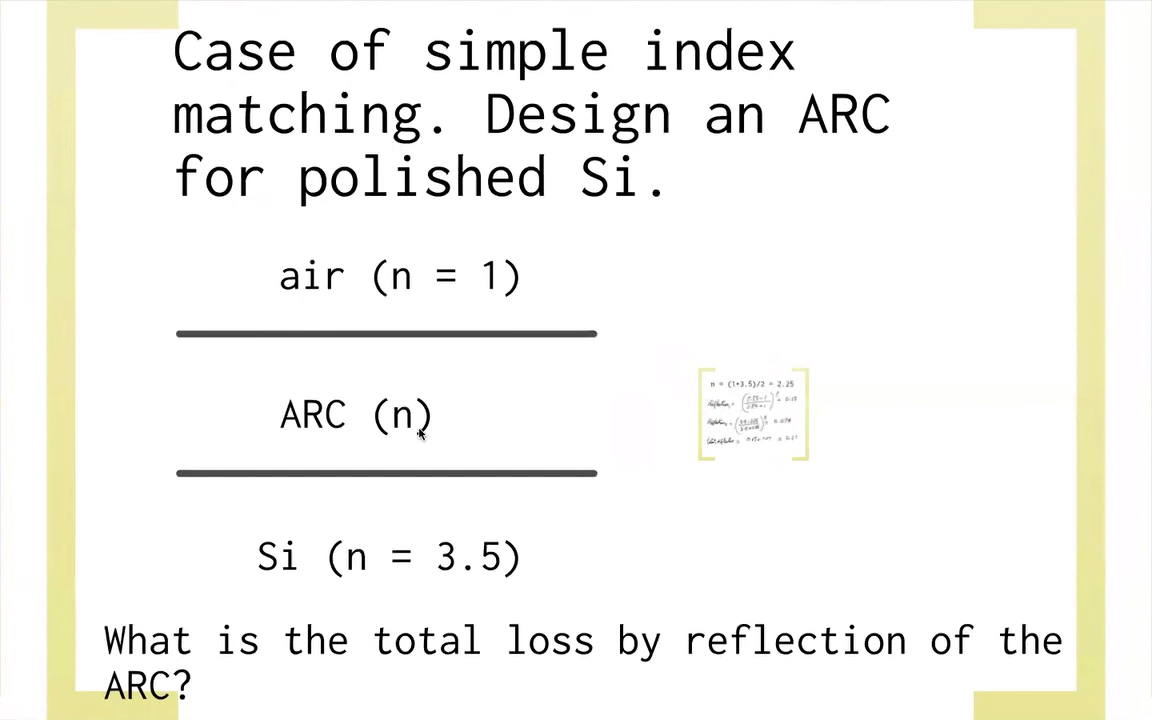 Case of simple index
matching. Design an ARC
for polished Si.
air (n = 1)
ARC (n)
n = (1+3.5)/2 = 2.25
Si (n = 3.5)
What is the total loss by reflection of the
ARC?